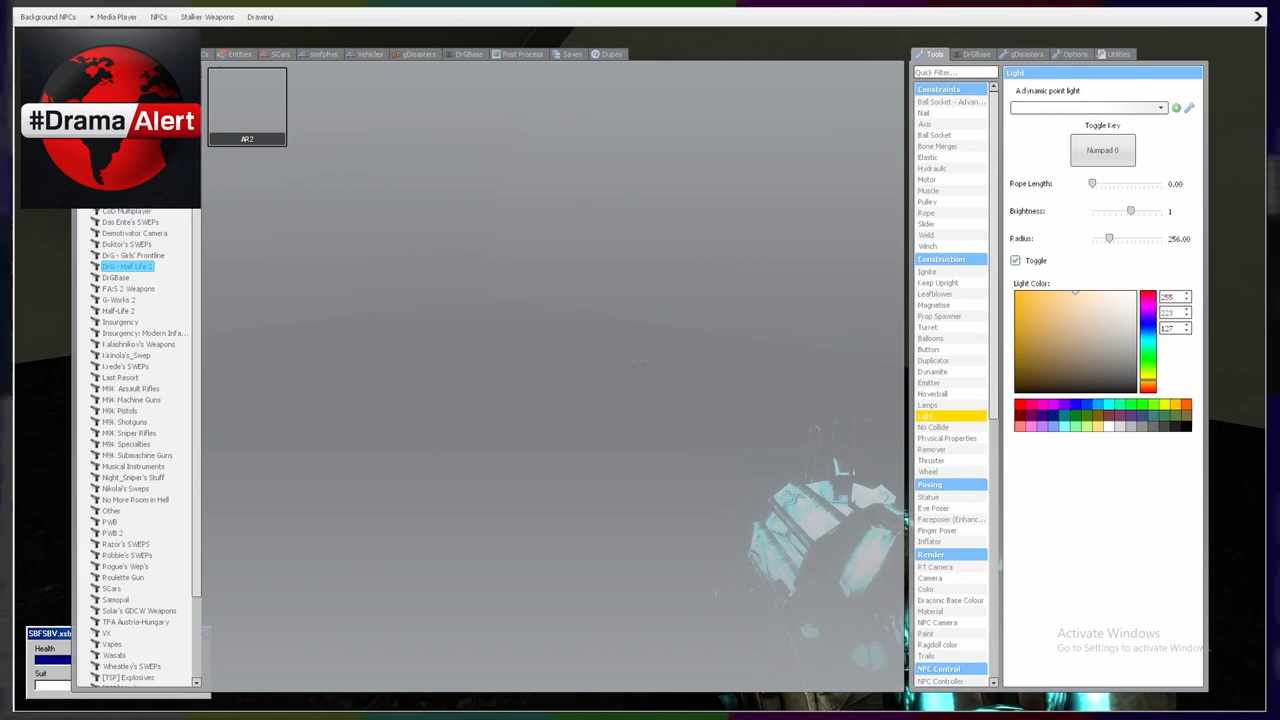 Background NPCs
Media Player
NPCs
Stalker Weapons
Drawing
Cs
Entities
SCars
simfphys
Vehicles
gDisasters
DrGBase
Post Process
Saves
Dupes
Tools
DrGBase
gDisasters
Options
Utilities
#DramaAlert
AR2
CoD Multiplayer
Das Ente's SWEPs
Demotivator Camera
Doktor's SWEPs
DrG - Girls' Frontline
DrG - Half Life 2
DrGBase
FA:S 2 Weapons
G-Works 2
Half-Life 2
Insurgency
Insurgency: Modern Infa...
Kalashnikov's Weapons
Kirinola's_Swep
Krede's SWEPs
Last Resort
M9K Assault Rifles
M9K Machine Guns
M9K Pistols
M9K Shotguns
M9K Sniper Rifles
M9K Specialties
M9K Submachine Guns
Musical Instruments
Night_Sniper's Stuff
Nikolai's Sweps
No More Room in Hell
Other
PWB
PWB 2
Razor's SWEPS
Robbie's SWEPs
Rogue's Wep's
Roulette Gun
SCars
Samopal
Solar's GDCW Weapons
TFA Austria-Hungary
VX
Vapes
Wasabi
Wheatley's SWEPs
[TSP] Explosives
SBFSBV.xsl
Health
Suit
Quick Filter...
Constraints
Ball Socket - Advan...
Nail
Axis
Ball Socket
Bone Merger
Elastic
Hydraulic
Motor
Muscle
Pulley
Rope
Slider
Weld
Winch
Construction
Ignite
Keep Upright
Leafblower
Magnetise
Prop Spawner
Turret
Balloons
Button
Duplicator
Dynamite
Emitter
Hoverball
Lamps
Light
No Collide
Physical Properties
Remover
Thruster
Wheel
Posing
Statue
Eye Poser
Faceposer (Enhanc...
Finger Poser
Inflator
Render
RT Camera
Camera
Color
Draconic Base Colour
Material
NPC Camera
Paint
Ragdoll color
Trails
NPC Control
NPC Controller
Light
A dynamic point light
Toggle Key
Numpad 0
Rope Length: 0.00
Brightness: 1
Radius: 256.00
Toggle
Light Color:
255
223
127
Activate Windows
Go to Settings to activate Windows.